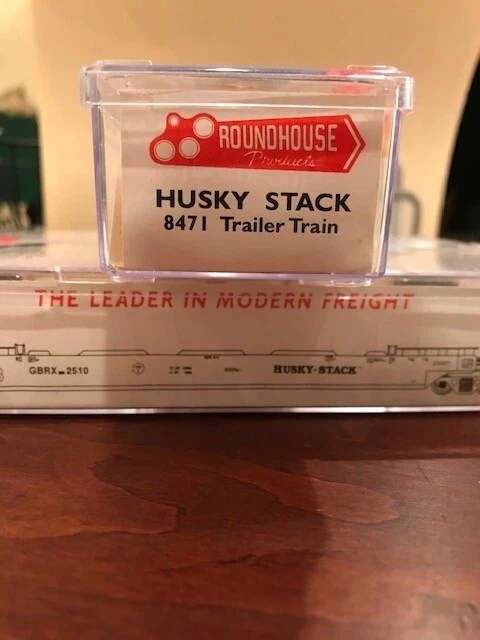 ROUNDHOUSE
Products
HUSKY STACK
8471 Trailer Train
THE LEADER IN MODERN FREIGHT
GBRX 2510
HUSKY-STACK